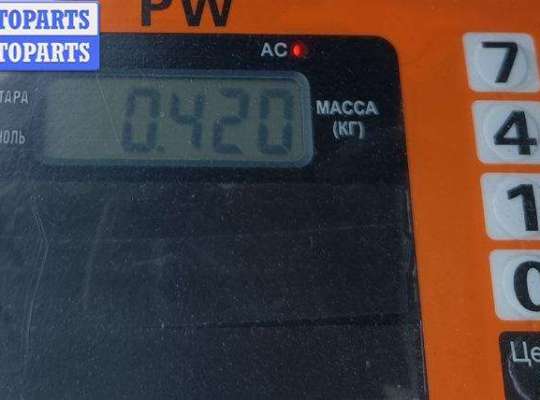 TOPARTS
TOPARTS
PW
AC
ТАРА
НОЛЬ
0.420
МАССА
(КГ)
7
4
1
0
Це